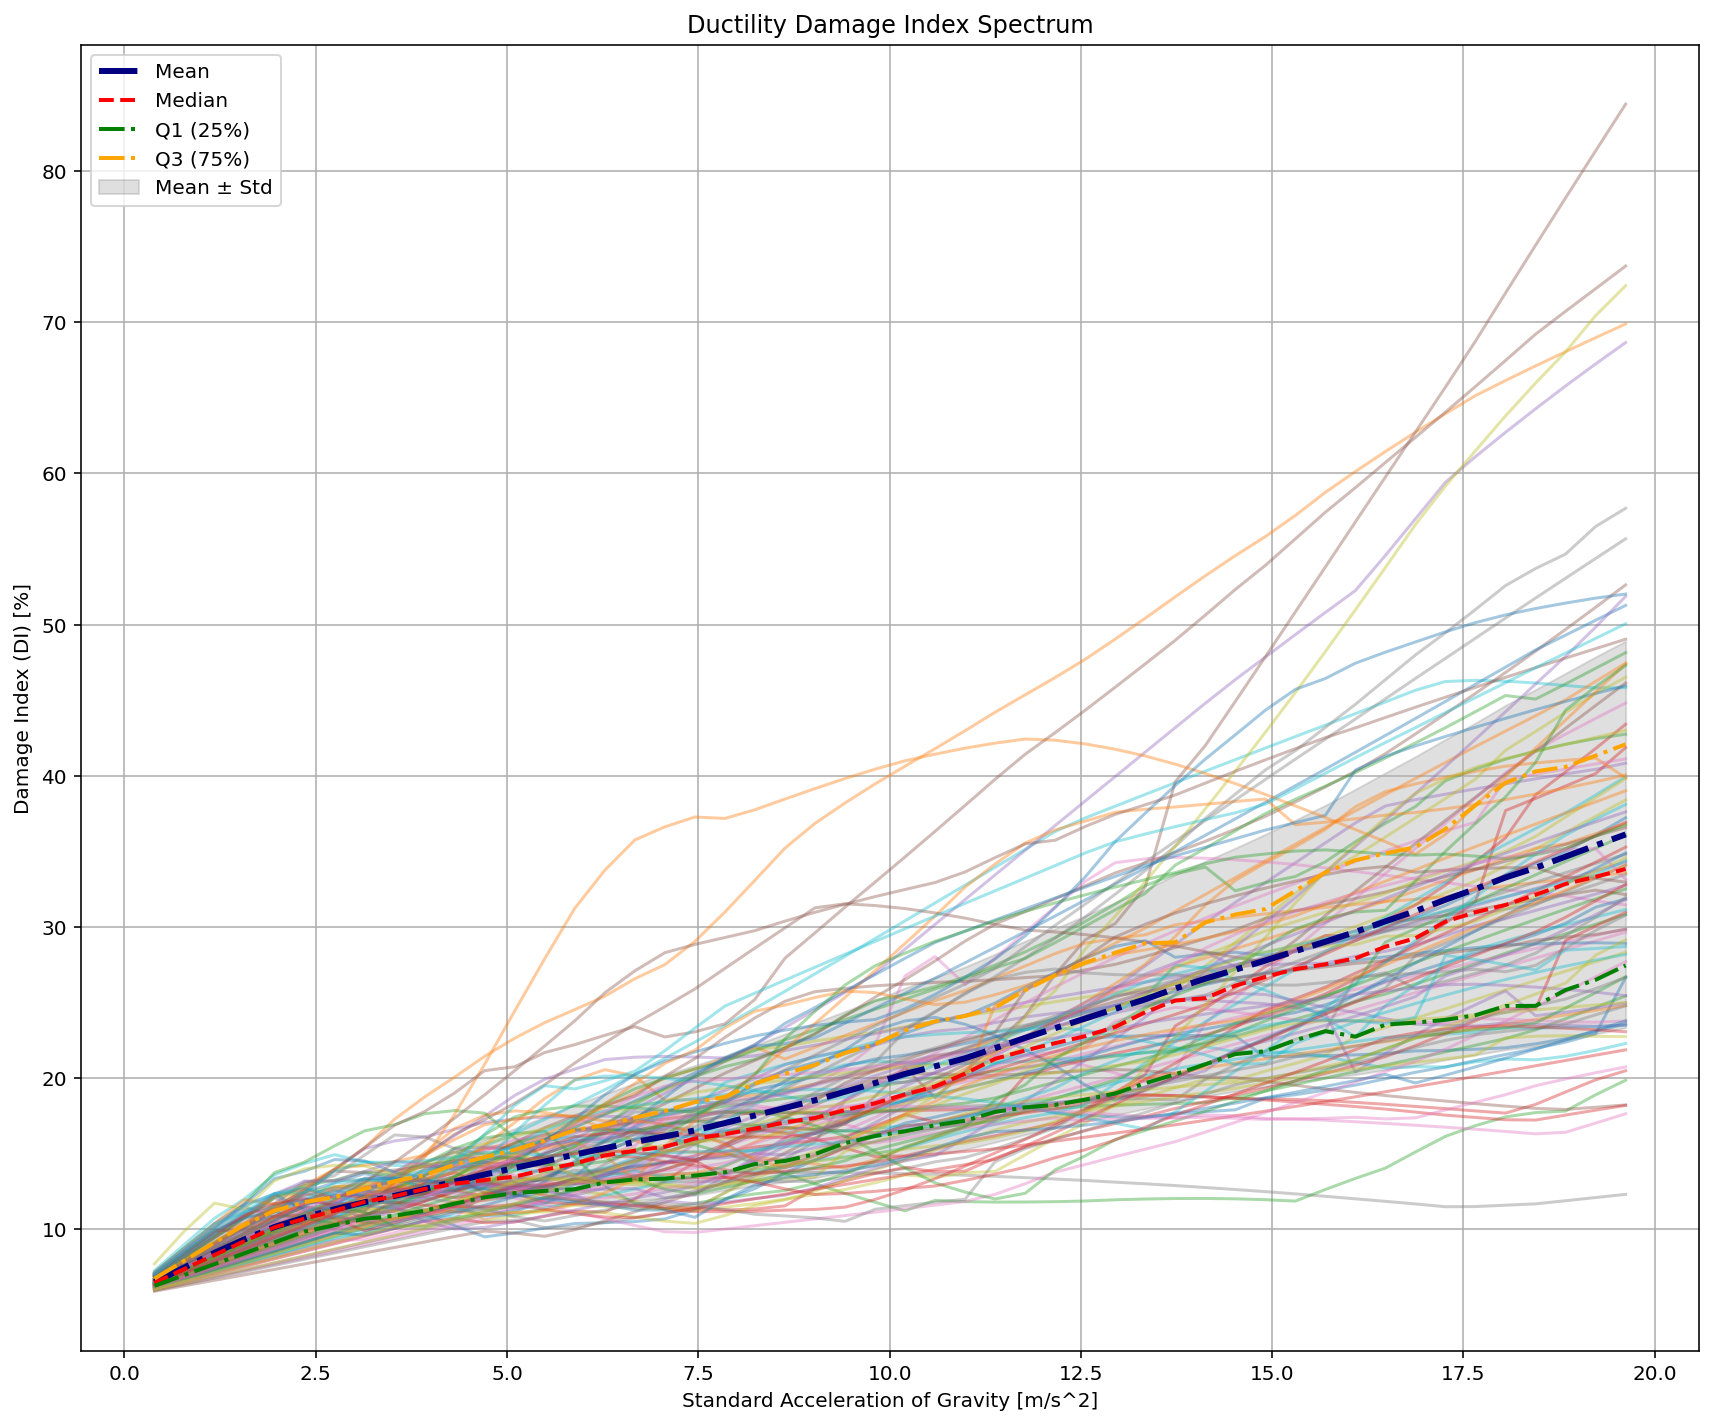 Ductility Damage Index Spectrum
Mean
Median
Q1 (25%)
Q3 (75%)
Mean ± Std
Damage Index (DI) [%]
80
70
60
50
40
30
20
10
0.0 2.5 5.0 7.5 10.0 12.5 15.0 17.5 20.0
Standard Acceleration of Gravity [m/s^2]